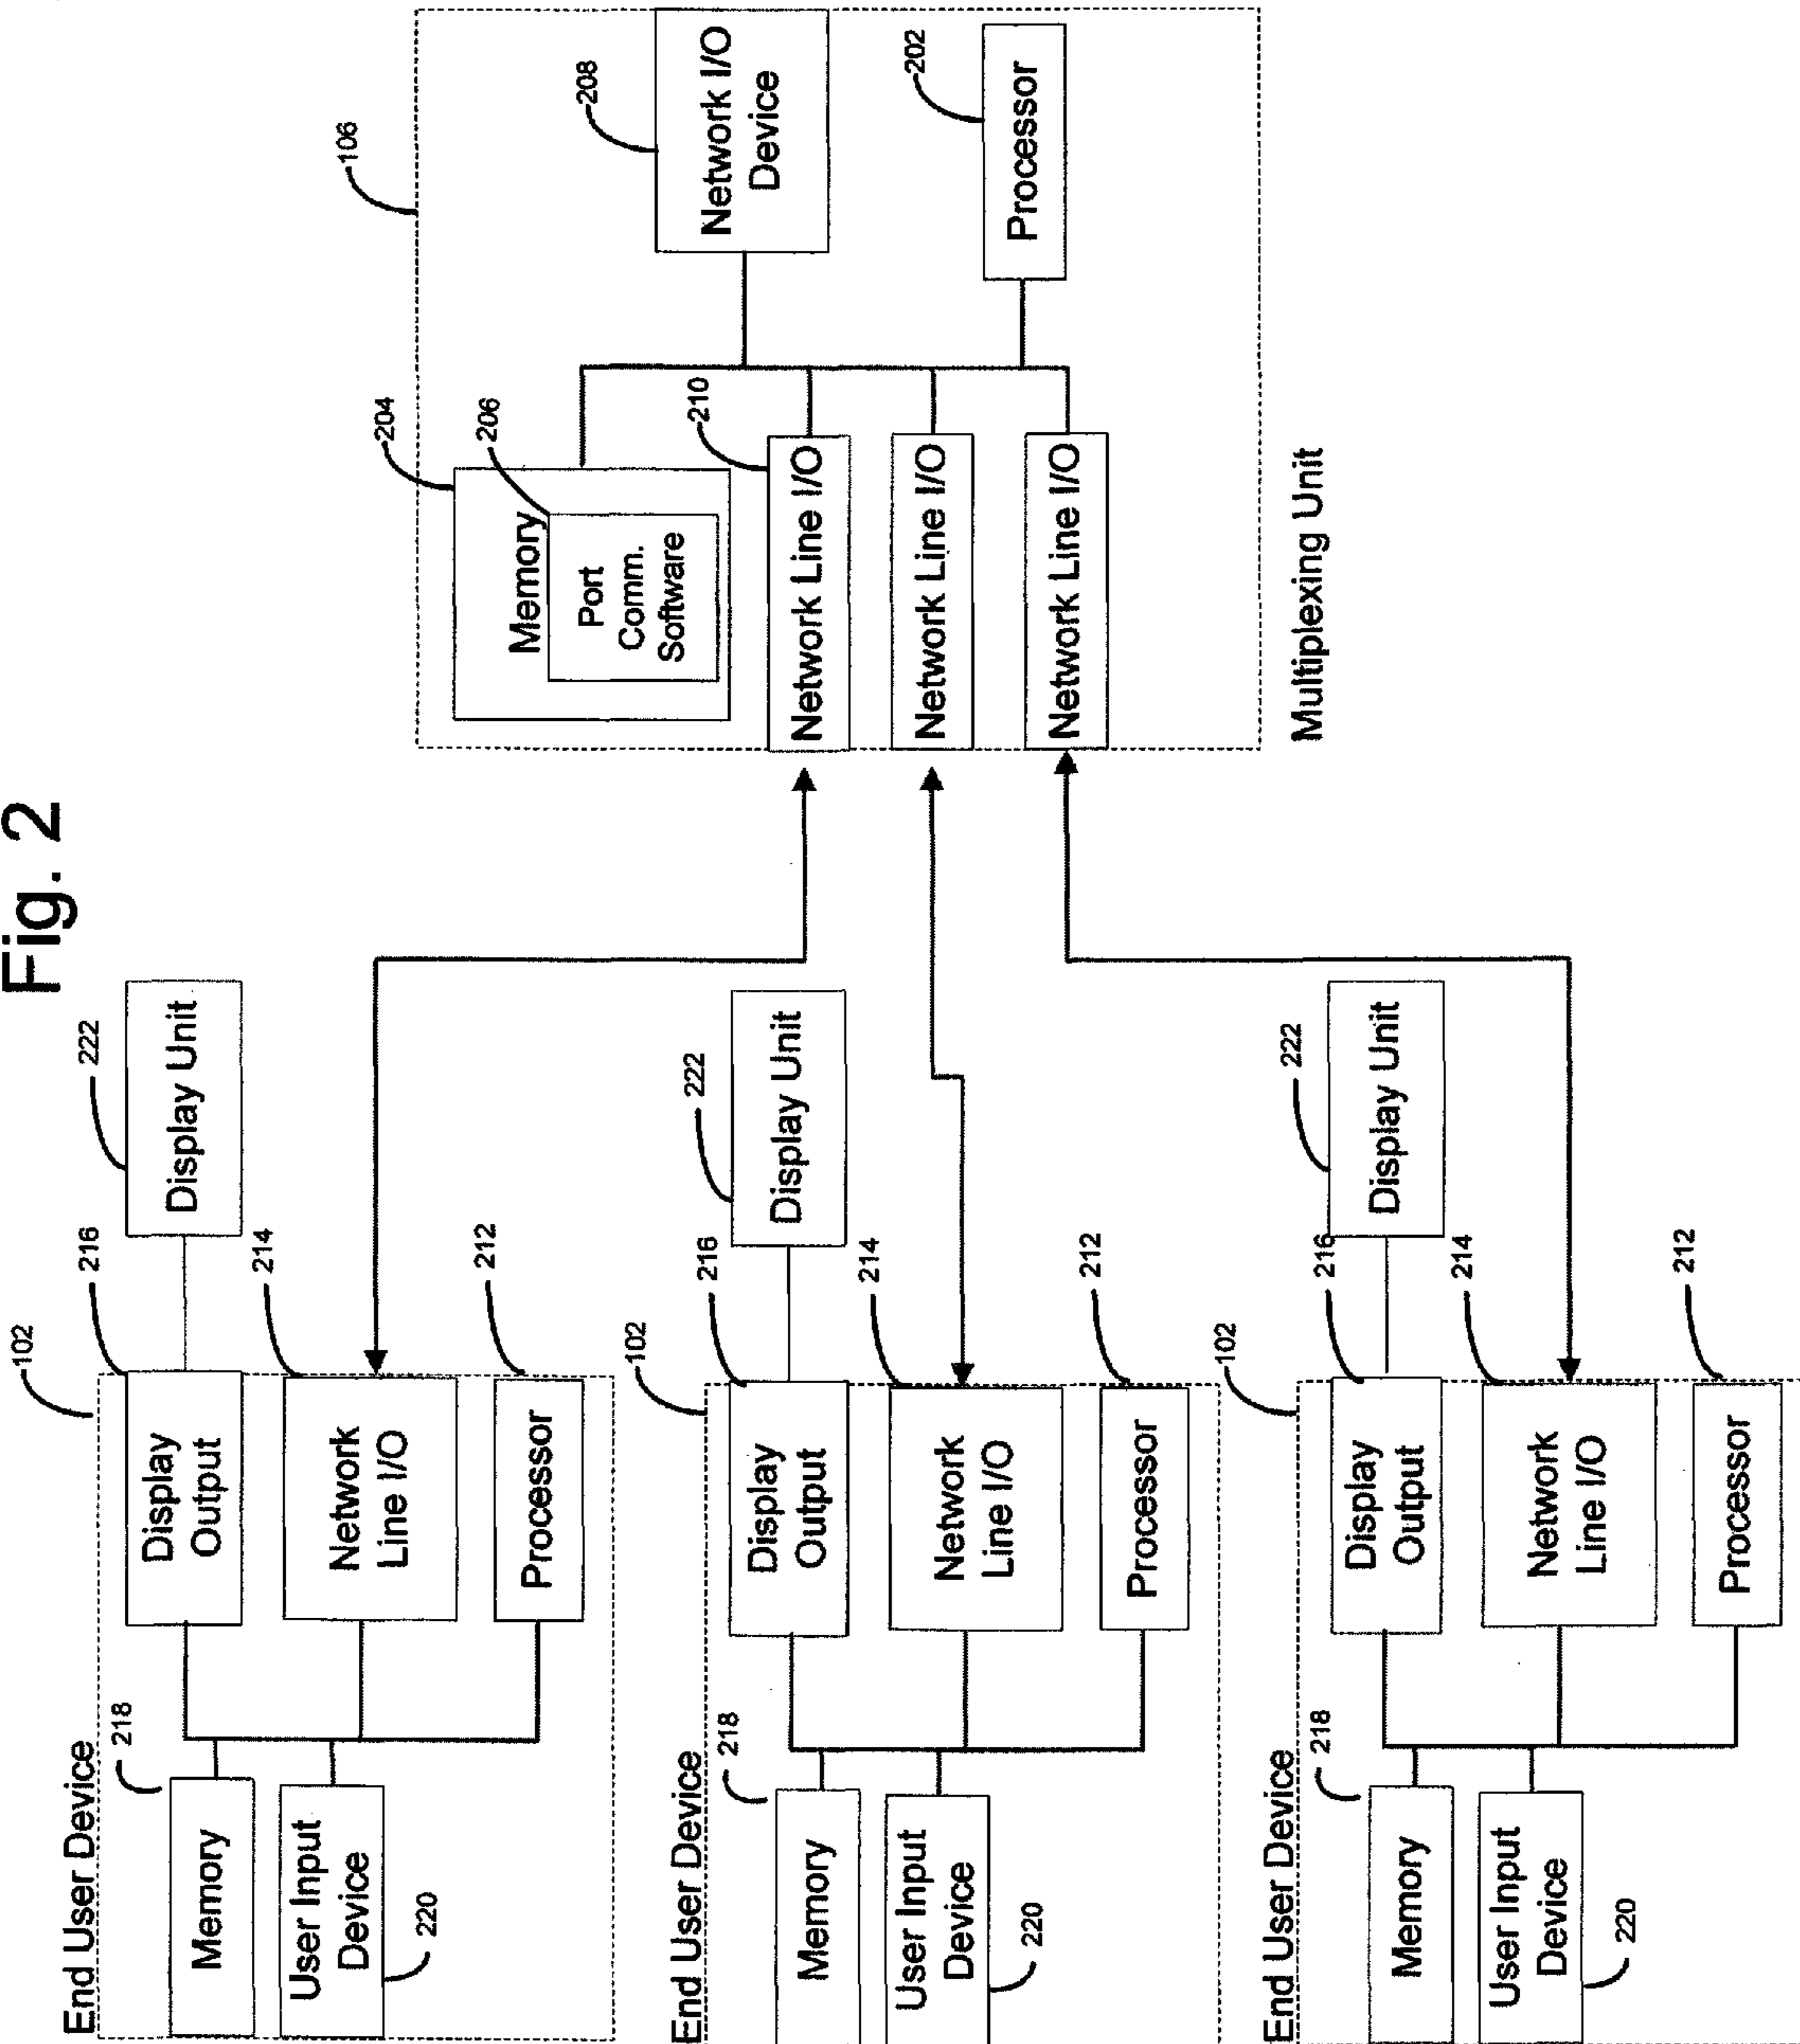 Fig. 2
End User Device
102
218
Memory
User Input
Device
220
216
Display
Output
214
Network
Line I/O
212
Processor
222
Display Unit
End User Device
102
218
Memory
User Input
Device
220
216
Display
Output
214
Network
Line I/O
212
Processor
222
Display Unit
End User Device
102
218
Memory
User Input
Device
220
216
Display
Output
214
Network
Line I/O
212
Processor
222
Display Unit
106
204
Memory
206
Port
Comm.
Software
210
Network Line I/O
Network Line I/O
Network Line I/O
208
Network I/O
Device
202
Processor
Multiplexing Unit